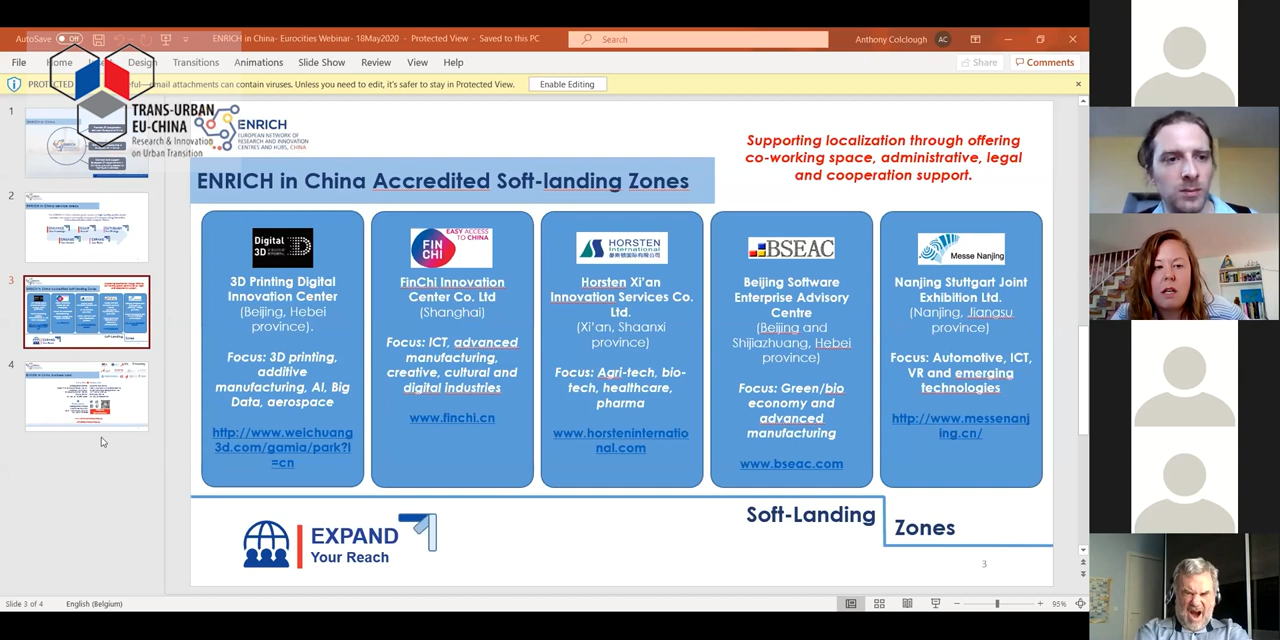 AutoSave Off
ENRICH in China- Eurocities Webinar- 18May2020 - Protected View - Saved to this PC
Search
Anthony Colclough AC
File Home Design Transitions Animations Slide Show Review View Help
Share Comments
email attachments can contain viruses. Unless you need to edit, it's safer to stay in Protected View.
Enable Editing
TRANS-URBAN
EU-CHINA
Research & Innovation
on Urban Transition
ENRICH
EUROPEAN NETWORK OF
RESEARCH AND INNOVATION
CENTRES AND HUBS, CHINA
1
2
3
4
Supporting localization through offering
co-working space, administrative, legal
and cooperation support.
ENRICH in China Accredited Soft-landing Zones
Digital
3D
3D Printing Digital
Innovation Center
(Beijing, Hebei
province).
Focus: 3D printing,
additive
manufacturing, AI, Big
Data, aerospace
http://www.weichuang
3d.com/gamia/park?l
=cn
EASY ACCESS
TO CHINA
FIN
CHI
FinChi Innovation
Center Co. Ltd
(Shanghai)
Focus: ICT, advanced
manufacturing,
creative, cultural and
digital industries
www.finchi.cn
HORSTEN
International
Horsten Xi'an
Innovation Services Co.
Ltd.
(Xi'an, Shaanxi
province)
Focus: Agri-tech, bio-
tech, healthcare,
pharma
www.horsteninternatio
nal.com
BSEAC
Beijing Software
Enterprise Advisory
Centre
(Beijing and
Shijiazhuang, Hebei
province)
Focus: Green/bio
economy and
advanced
manufacturing
www.bseac.com
Messe Nanjing
Nanjing Stuttgart Joint
Exhibition Ltd.
(Nanjing, Jiangsu
province)
Focus: Automotive, ICT,
VR and emerging
technologies
http://www.messenanj
ing.cn/
EXPAND
Your Reach
Soft-Landing
Zones
3
Slide 3 of 4 English (Belgium)
95%